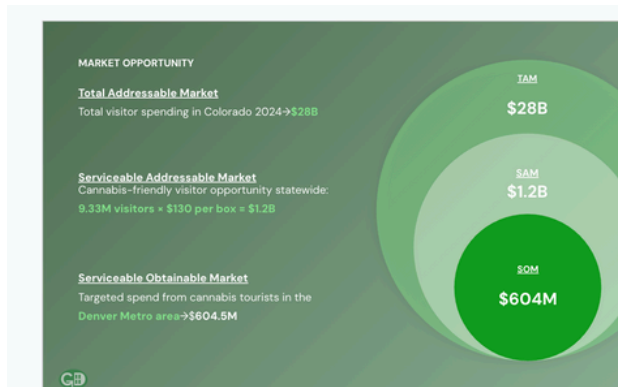 MARKET OPPORTUNITY
Total Addressable Market
Total visitor spending in Colorado 2024→$28B
Serviceable Addressable Market
Cannabis-friendly visitor opportunity statewide:
9.33M visitors × $130 per box = $1.2B
Serviceable Obtainable Market
Targeted spend from cannabis tourists in the
Denver Metro area→$604.5M
TAM
$28B
SAM
$1.2B
SOM
$604M